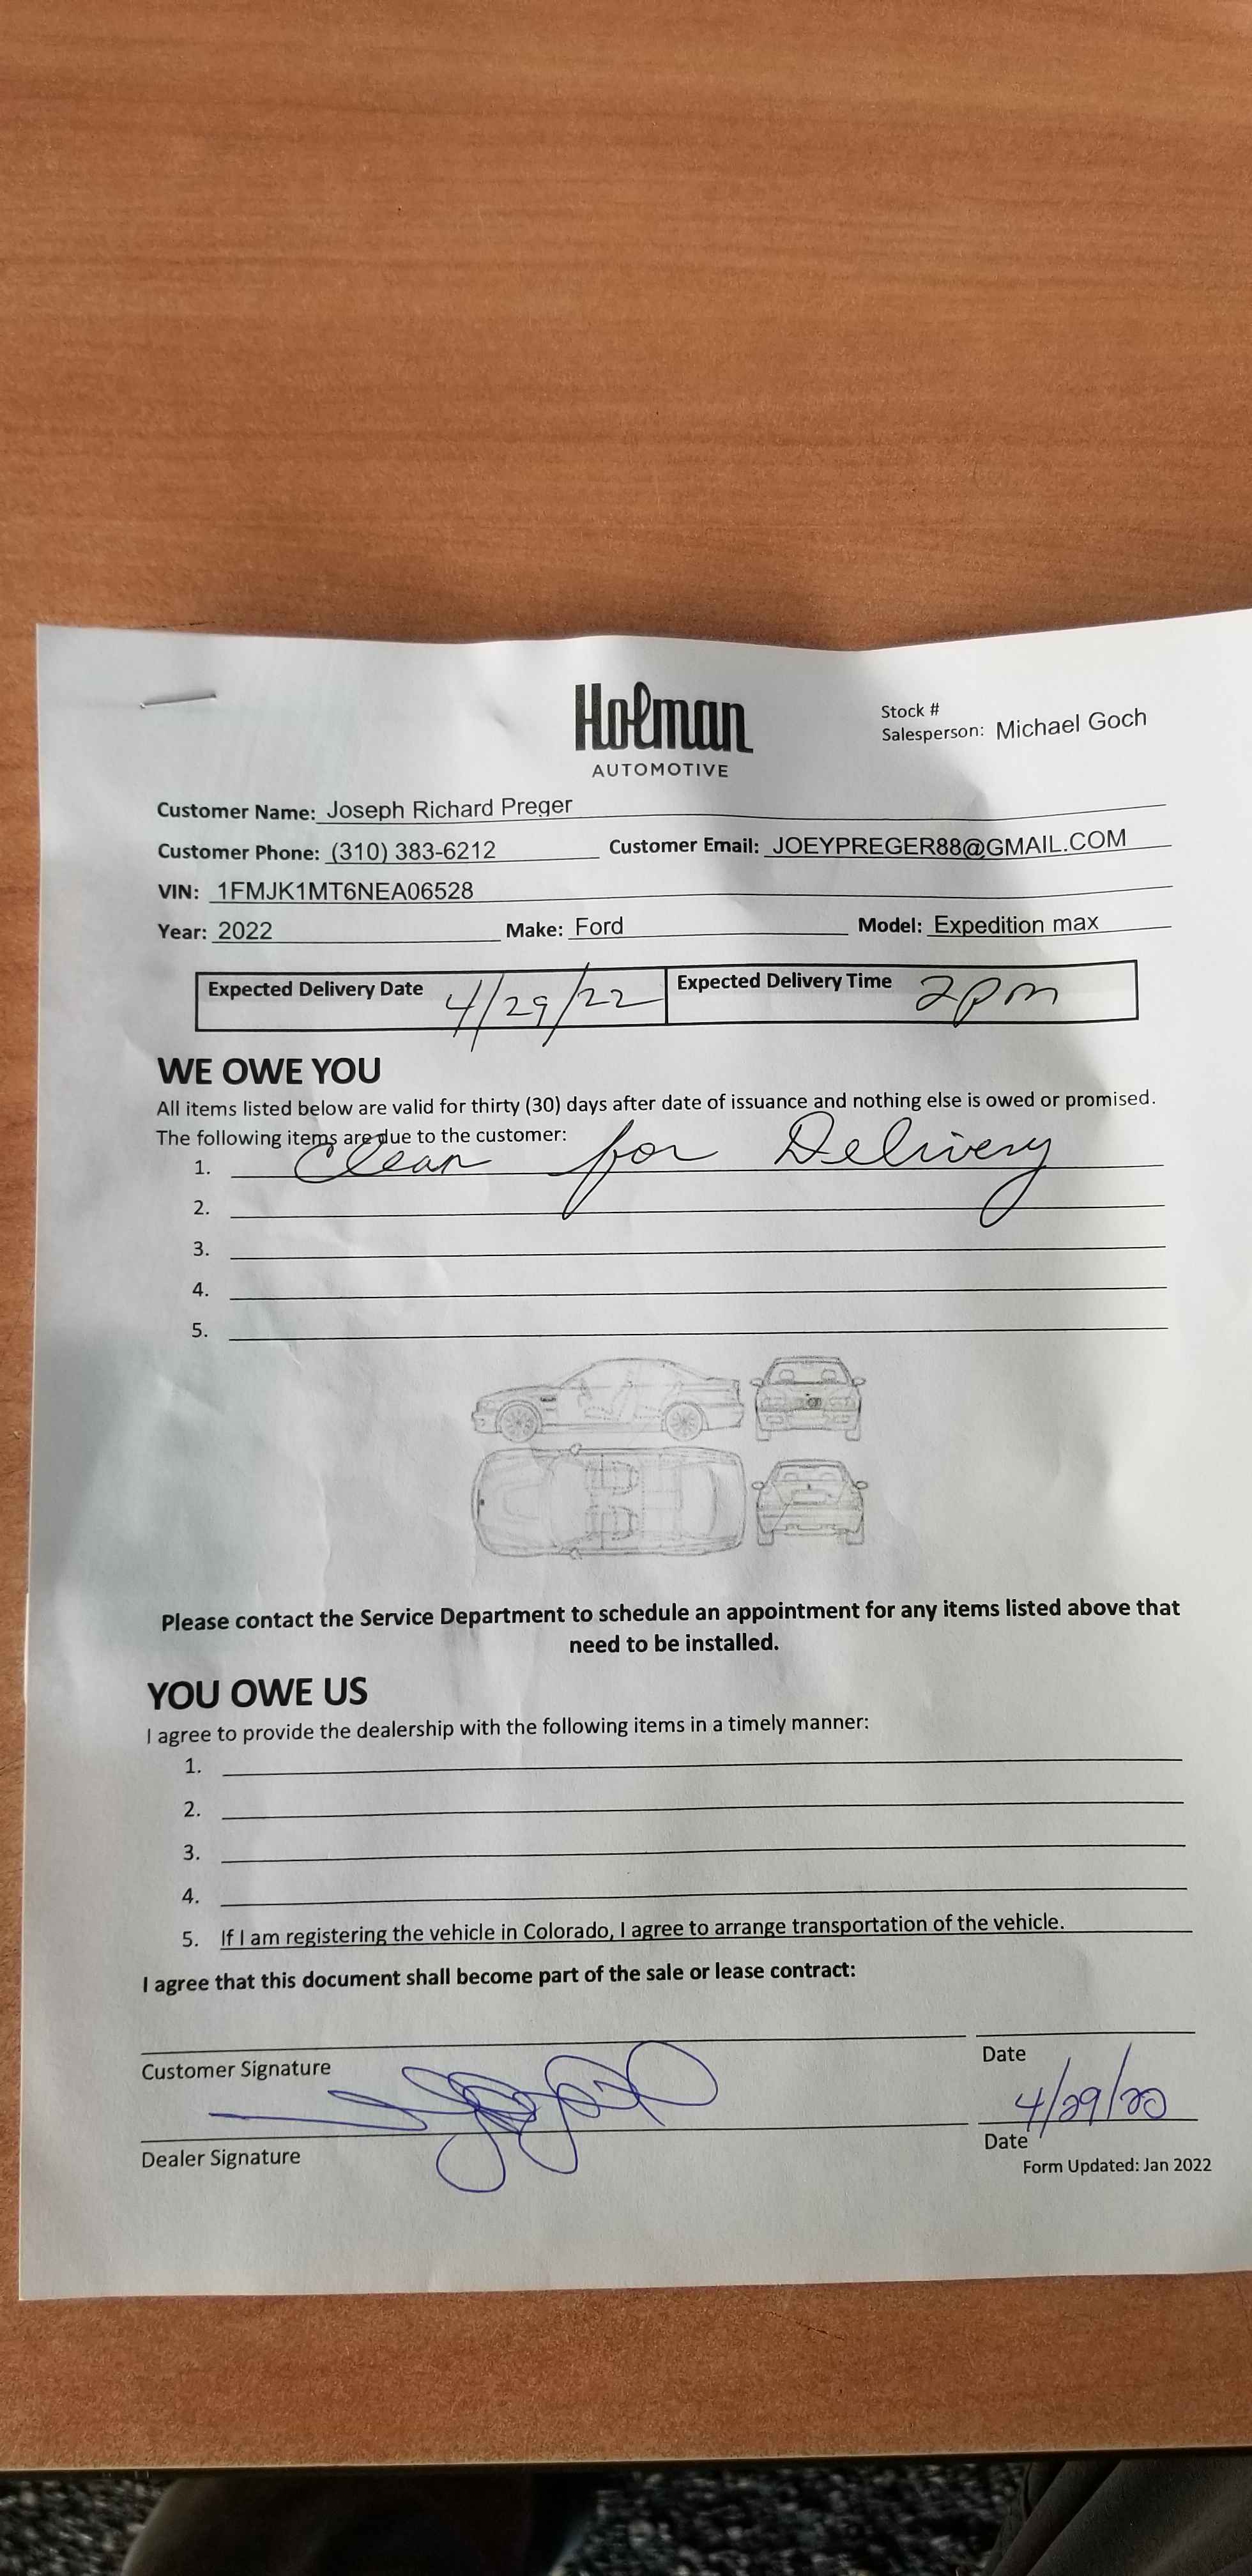 Holman
AUTOMOTIVE
Stock #
Salesperson: Michael Goch
Customer Name: Joseph Richard Preger
Customer Phone: (310) 383-6212 Customer Email: JOEYPREGER88@GMAIL.COM
VIN: 1FMJK1MT6NEA06528
Year: 2022 Make: Ford Model: Expedition max
Expected Delivery Date 4/29/22 Expected Delivery Time 2pm
WE OWE YOU
All items listed below are valid for thirty (30) days after date of issuance and nothing else is owed or promised.
The following items are due to the customer:
1. Clean for Delivery
2.
3.
4.
5.
Please contact the Service Department to schedule an appointment for any items listed above that
need to be installed.
YOU OWE US
I agree to provide the dealership with the following items in a timely manner:
1.
2.
3.
4.
5. If I am registering the vehicle in Colorado, I agree to arrange transportation of the vehicle.
I agree that this document shall become part of the sale or lease contract:
Customer Signature Date
4/29/22
Dealer Signature Date
Form Updated: Jan 2022